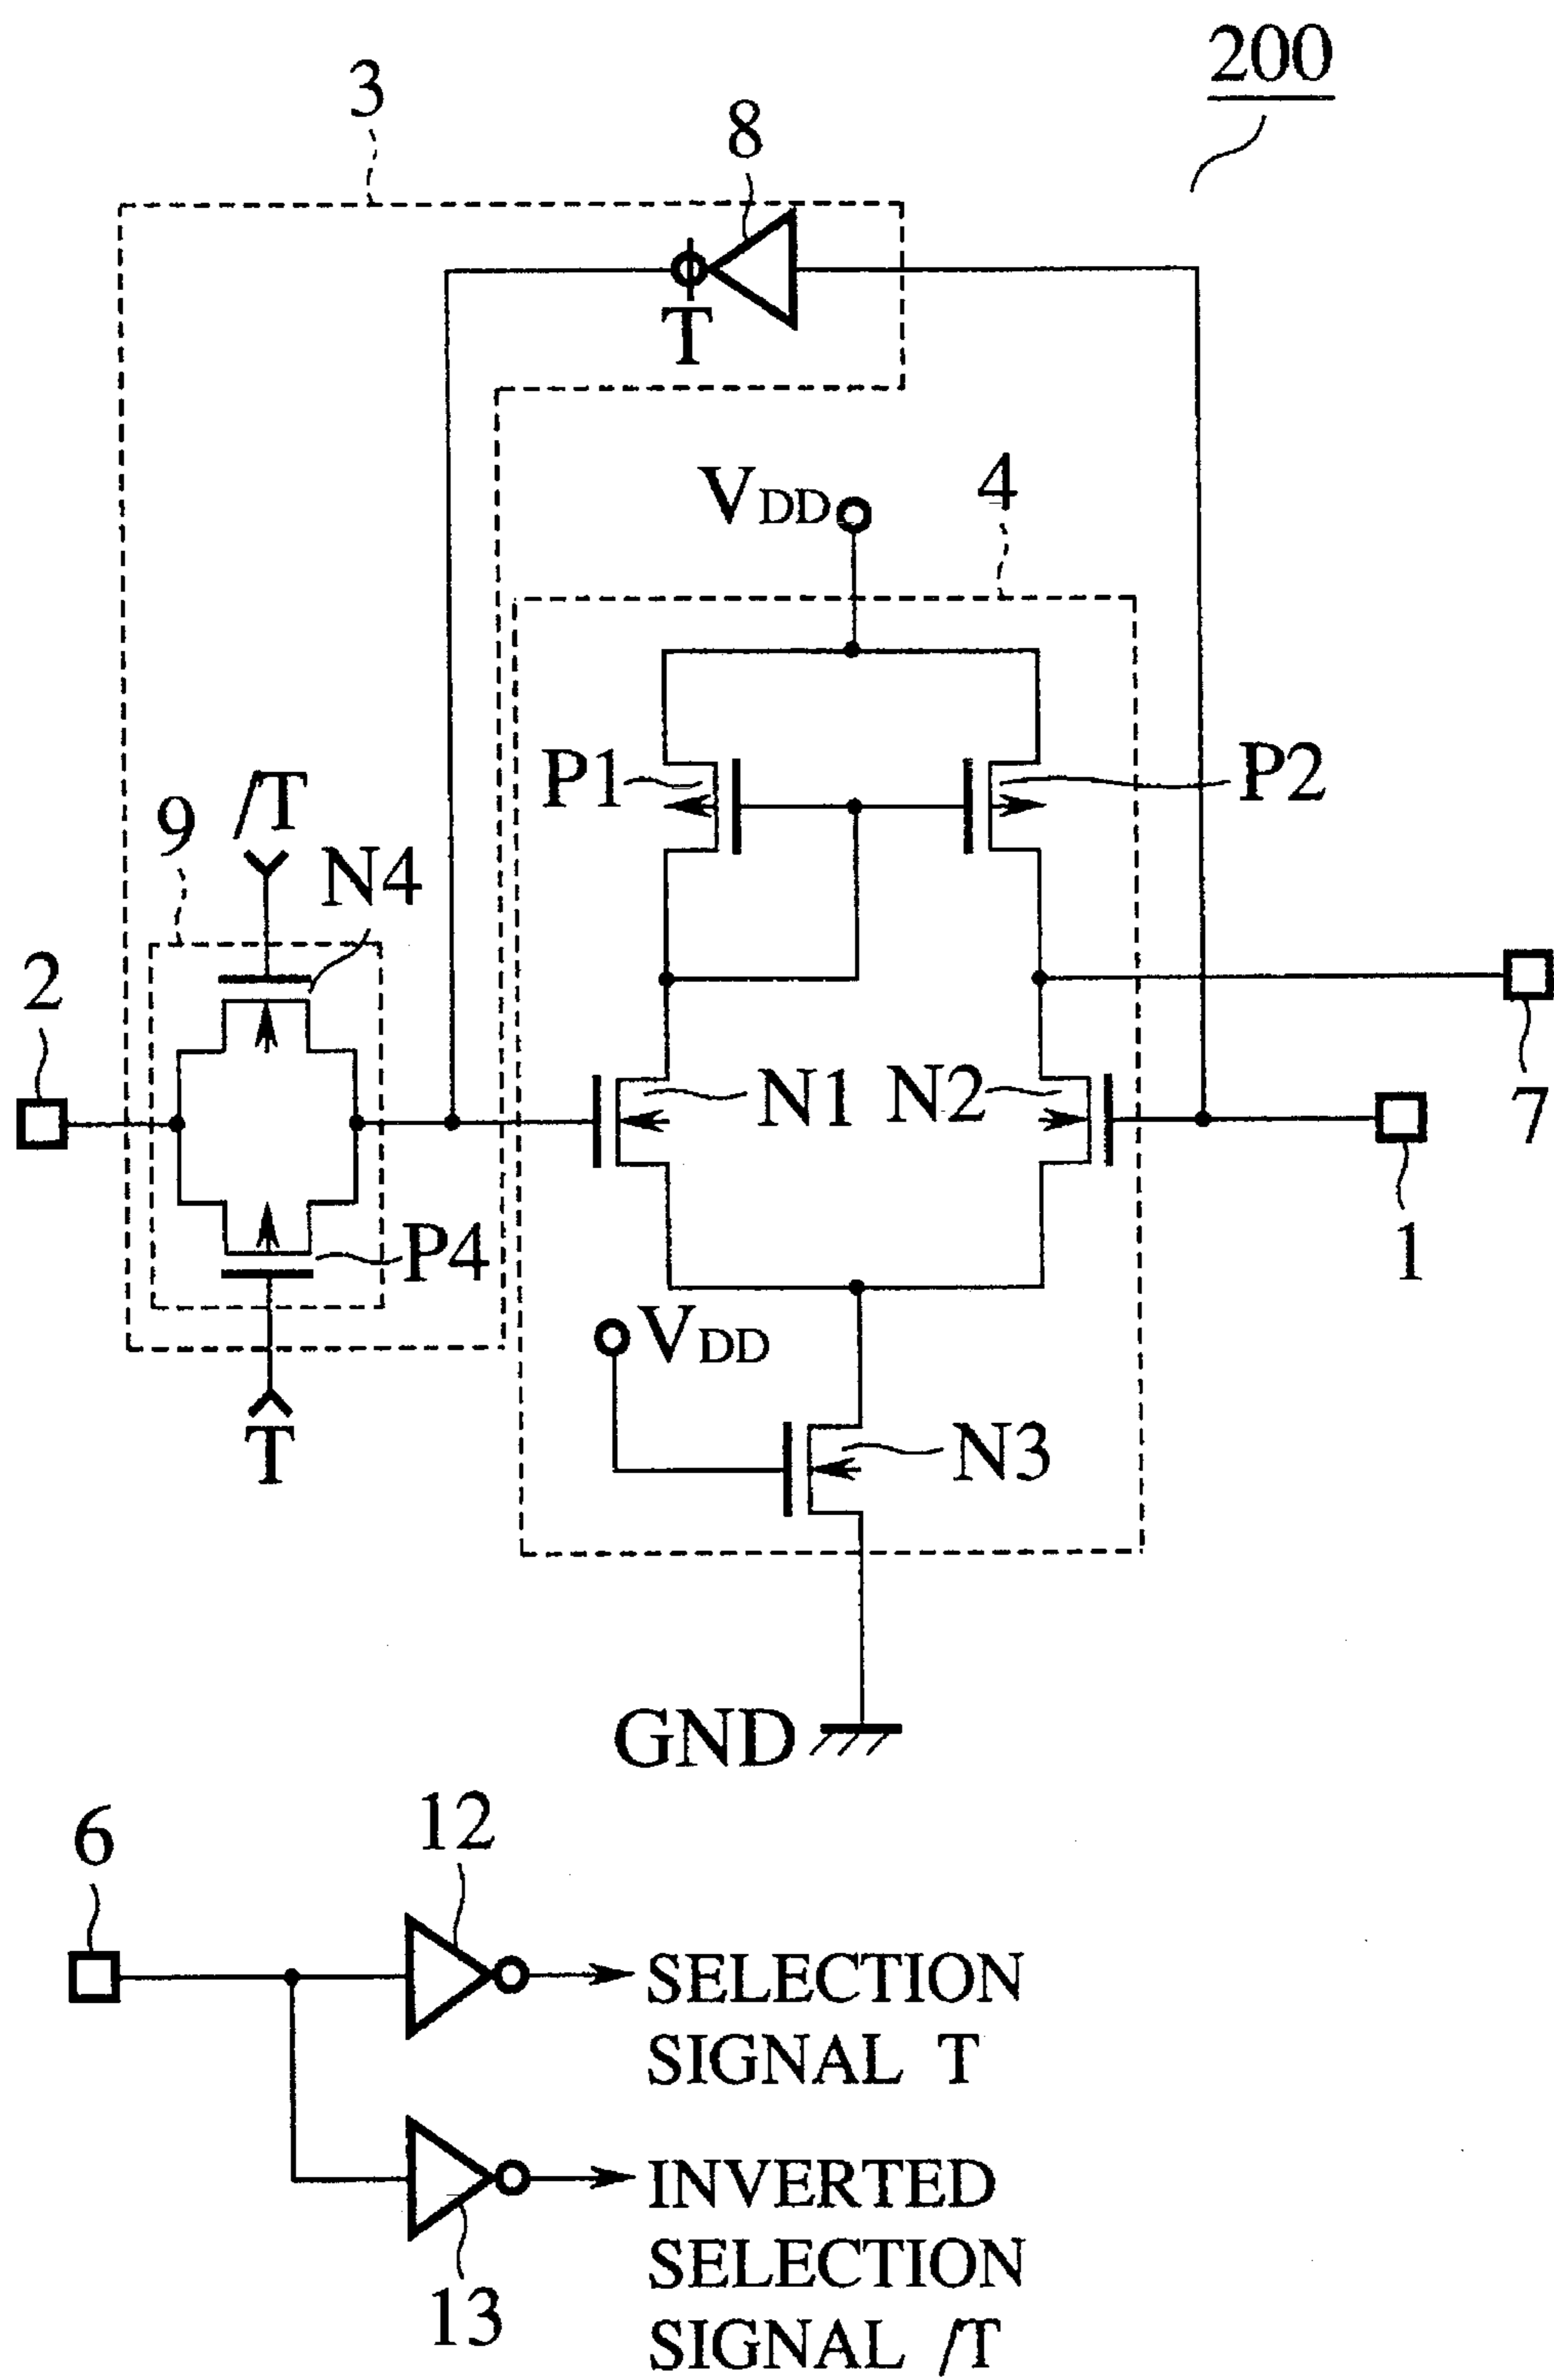 200
3
8
T
VDD
4
P1
P2
/T
9
N4
2
N1
N2
7
P4
1
VDD
T
N3
GND
6
12
SELECTION
SIGNAL T
INVERTED
SELECTION
SIGNAL /T
13